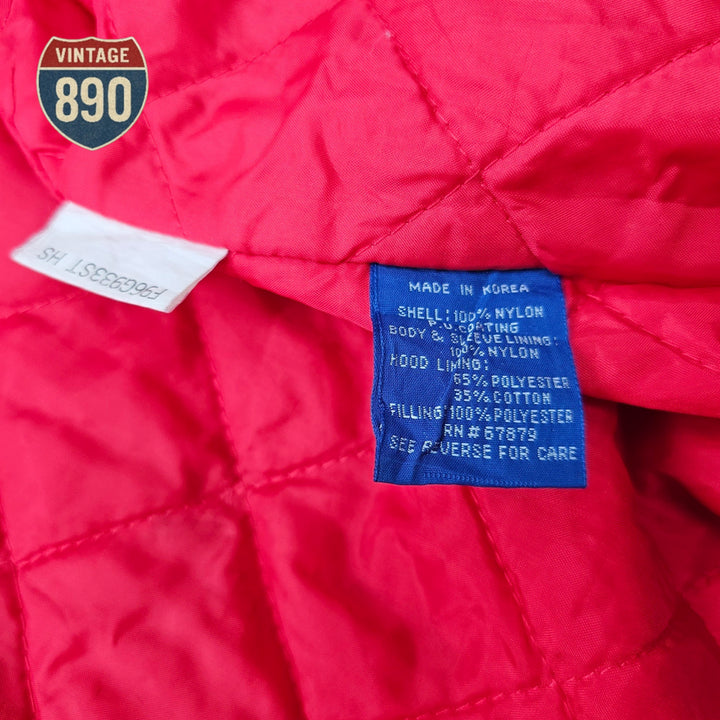 VINTAGE
890
F96G933ST HS
MADE IN KOREA
SHELL: 100% NYLON
P.U.COATING
BODY & SLEEVE LINING:
100% NYLON
HOOD LINING:
65% POLYESTER
35% COTTON
FILLING: 100% POLYESTER
RN# 67879
SEE REVERSE FOR CARE